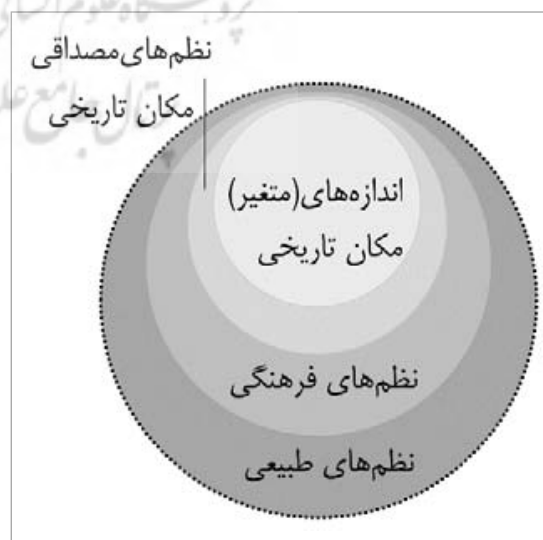 نظم‌های‌مصداقی
مکان تاریخی
اندازه‌های(متغیر)
مکان تاریخی
نظم‌های فرهنگی
نظم‌های طبیعی